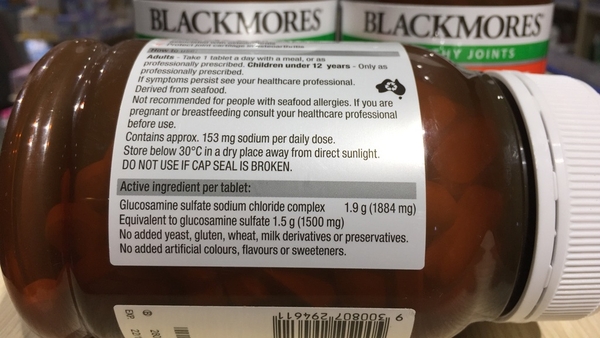 BLACKMORES BLACKMORES
HY JOINTS
Adults - Take 1 tablet a day with a meal, or as
professionally prescribed. Children under 12 years - Only as
professionally prescribed.
If symptoms persist see your healthcare professional.
Derived from seafood.
Not recommended for people with seafood allergies. If you are
pregnant or breastfeeding consult your healthcare professional
before use.
Contains approx. 153 mg sodium per daily dose.
Store below 30°C in a dry place away from direct sunlight.
DO NOT USE IF CAP SEAL IS BROKEN.
Active ingredient per tablet:
Glucosamine sulfate sodium chloride complex 1.9 g (1884 mg)
Equivalent to glucosamine sulfate 1.5 g (1500 mg)
No added yeast, gluten, wheat, milk derivatives or preservatives.
No added artificial colours, flavours or sweeteners.
9 300807 294611
EXP